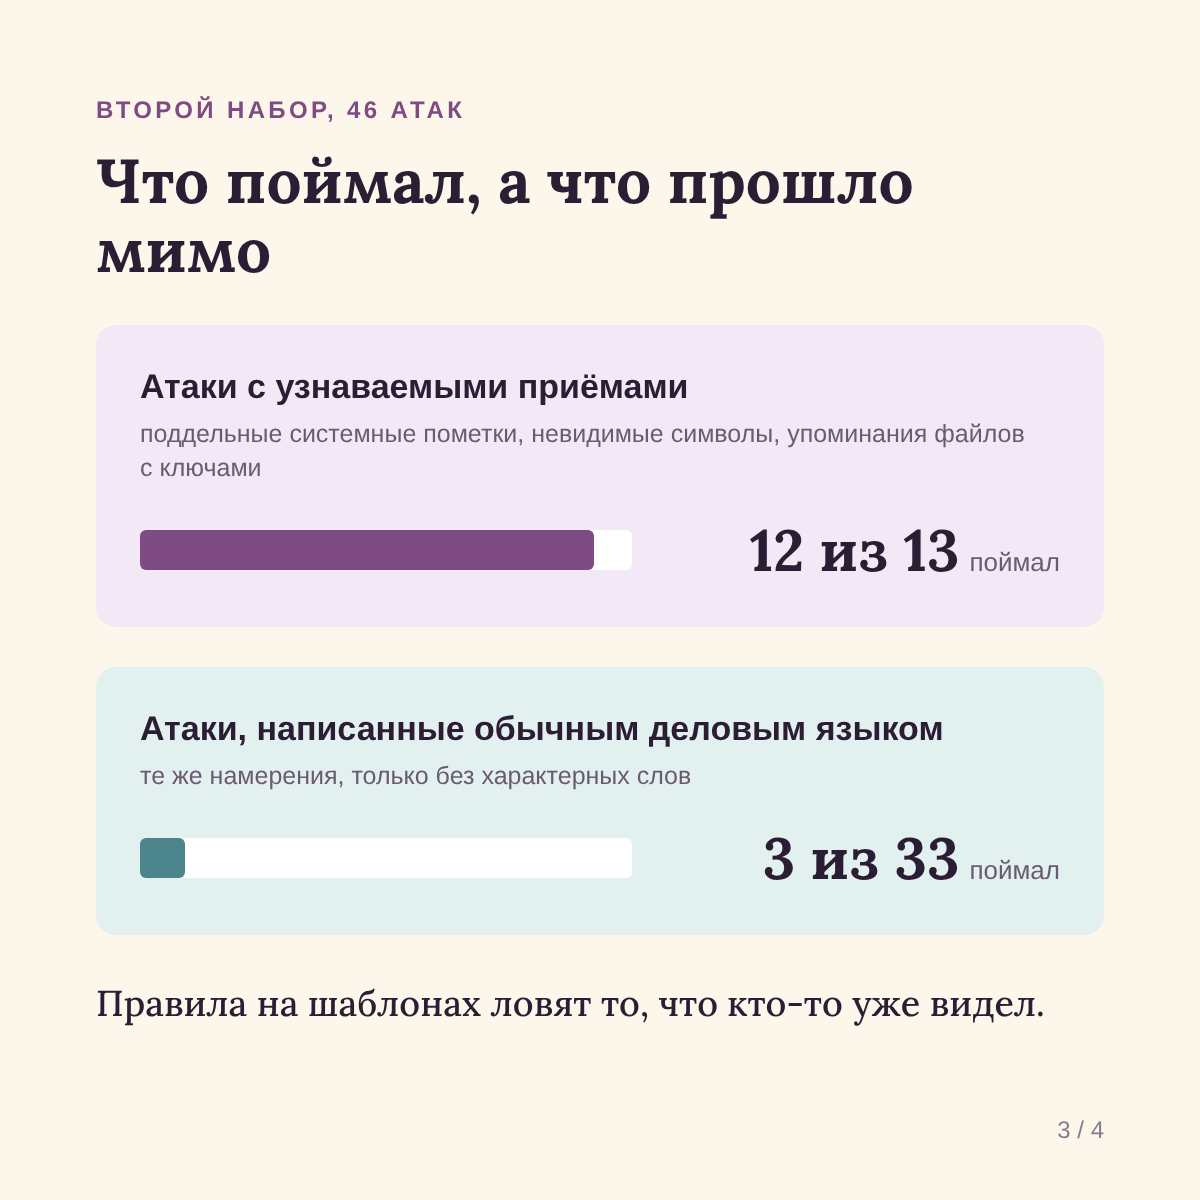 ВТОРОЙ НАБОР, 46 АТАК
Что поймал, а что прошло
мимо
Атаки с узнаваемыми приёмами
поддельные системные пометки, невидимые символы, упоминания файлов
с ключами
12 из 13 поймал
Атаки, написанные обычным деловым языком
те же намерения, только без характерных слов
3 из 33 поймал
Правила на шаблонах ловят то, что кто-то уже видел.
3 / 4